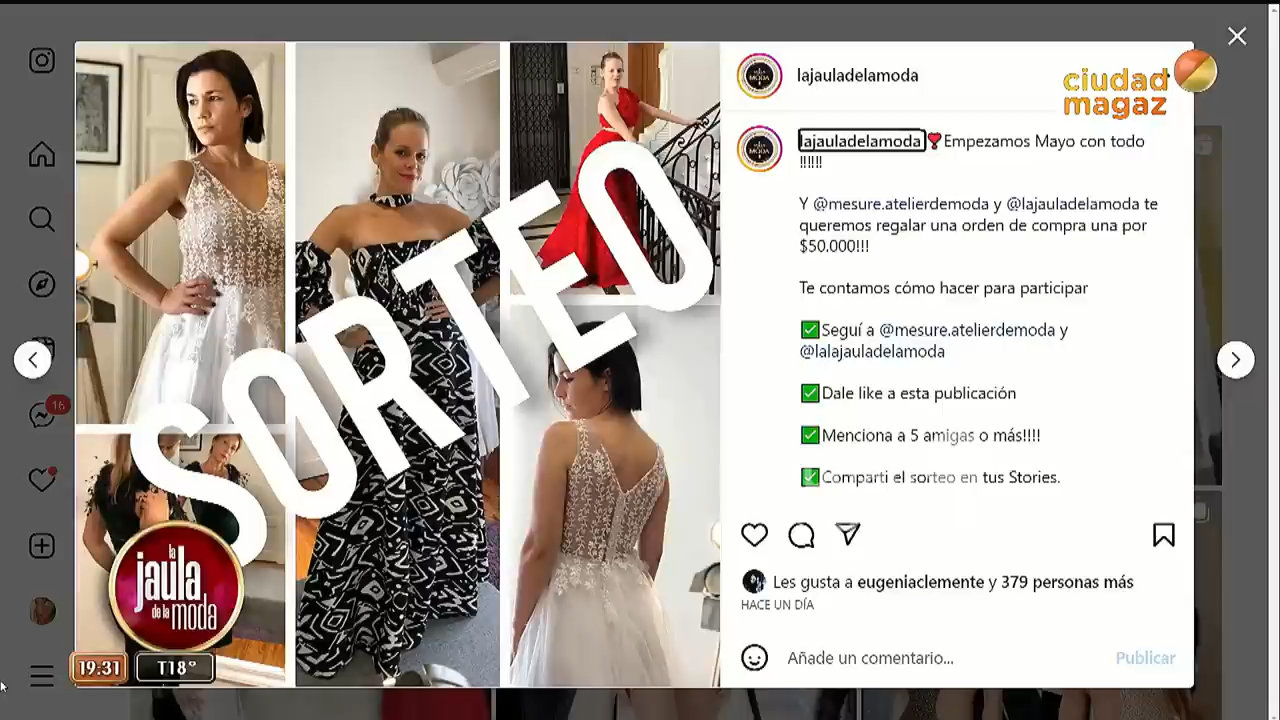 SORTEO
la
jaula
de la moda
19:31
T18°
16
lajauladelamoda
ciudad
magaz
lajauladelamoda❣️Empezamos Mayo con todo
!!!!!!
Y @mesure.atelierdemoda y @lajauladelamoda te
queremos regalar una orden de compra una por
$50.000!!!
Te contamos cómo hacer para participar
✅Seguí a @mesure.atelierdemoda y
@lalajauladelamoda
✅Dale like a esta publicación
✅Menciona a 5 amigas o más!!!!
✅Comparti el sorteo en tus Stories.
Les gusta a eugeniaclemente y 379 personas más
HACE UN DÍA
Añade un comentario...
Publicar